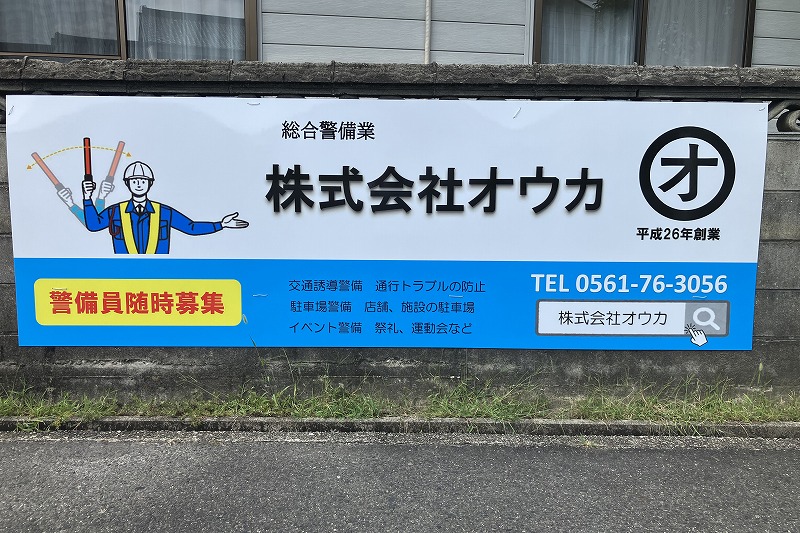 総合警備業
株式会社オウカ
オ
平成26年創業
警備員随時募集
交通誘導警備　通行トラブルの防止
駐車場警備　店舗、施設の駐車場
イベント警備　祭礼、運動会など
TEL 0561-76-3056
株式会社オウカ